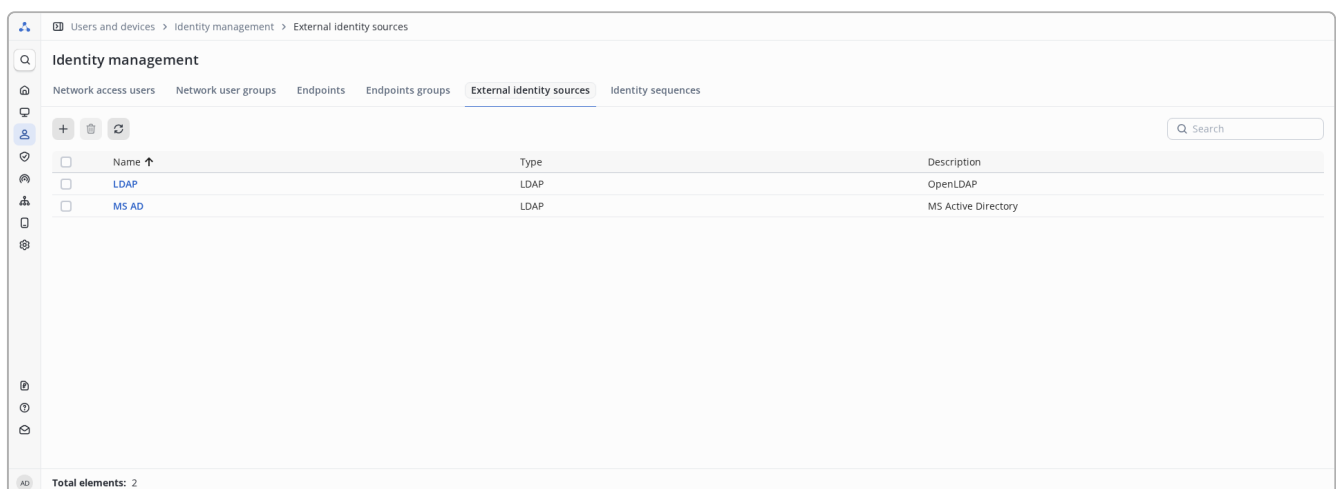 Users and devices > Identity management > External identity sources
Identity management
Network access users Network user groups Endpoints Endpoints groups External identity sources Identity sequences
Search
Name Type Description
LDAP LDAP OpenLDAP
MS AD LDAP MS Active Directory
AD Total elements: 2